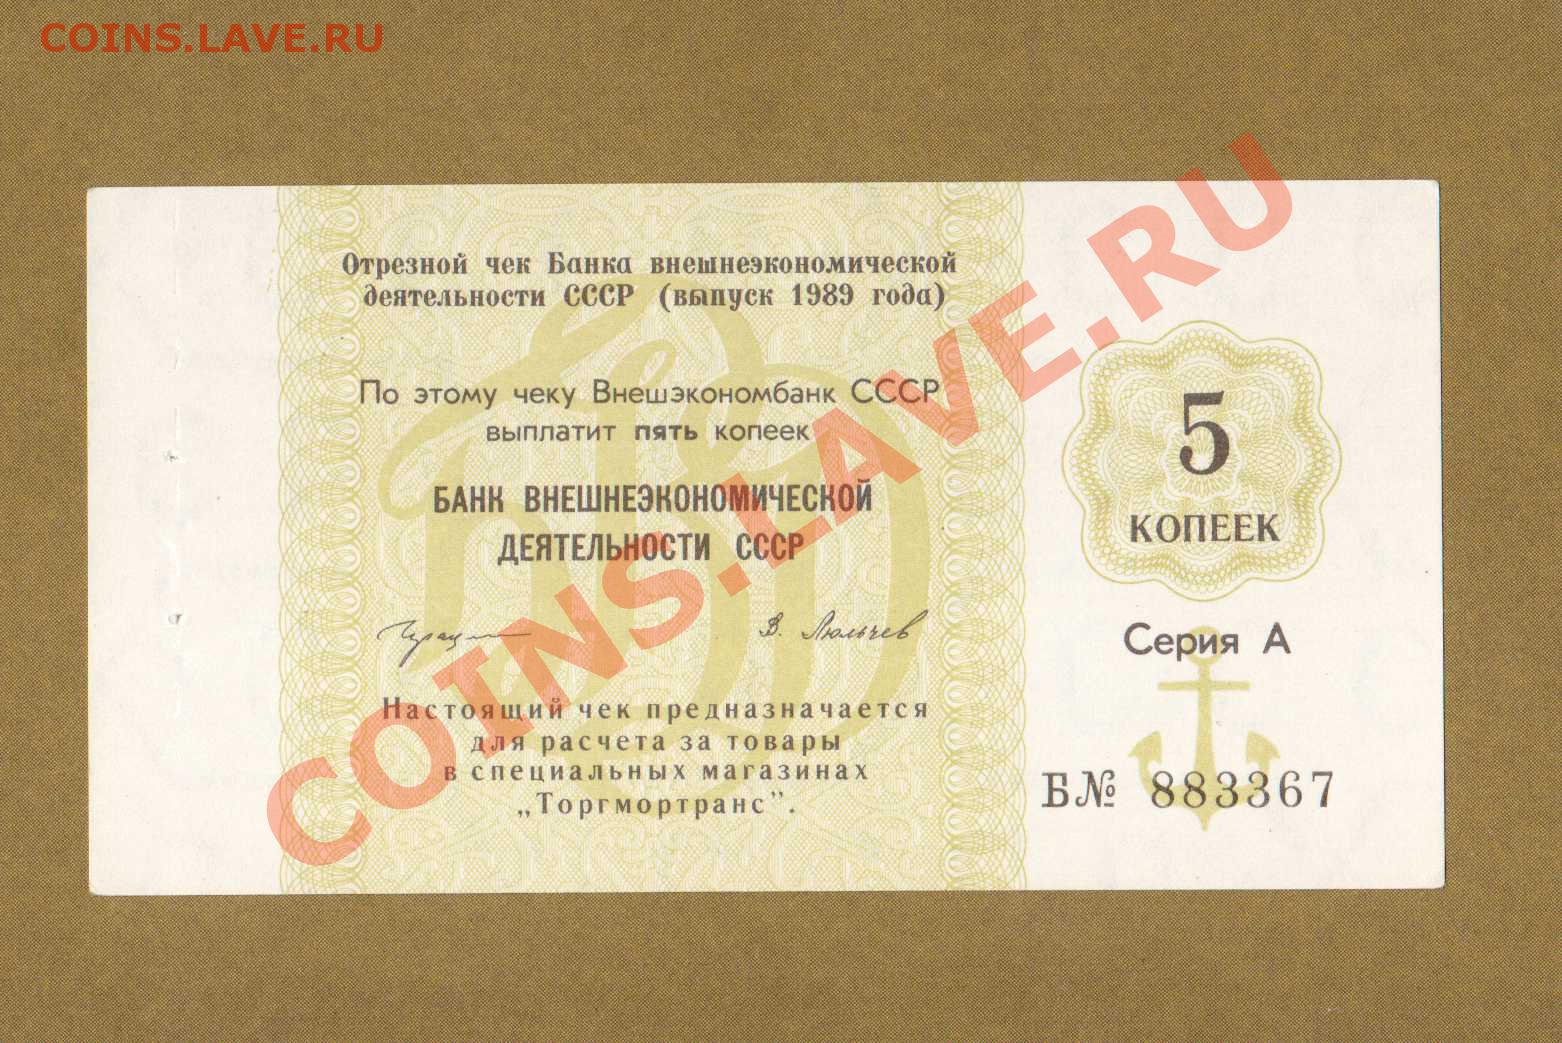 COINS.LAVE.RU
Отрезной чек Банка внешнеэкономической
деятельности СССР (выпуск 1989 года)
По этому чеку Внешэкономбанк СССР
выплатит пять копеек
БАНК ВНЕШНЕЭКОНОМИЧЕСКОЙ
ДЕЯТЕЛЬНОСТИ СССР
В. Люльчев
Настоящий чек предназначается
для расчета за товары
в специальных магазинах
„Торгмортранс".
5
КОПЕЕК
Серия А
Б№ 883367
COINS.LAVE.RU